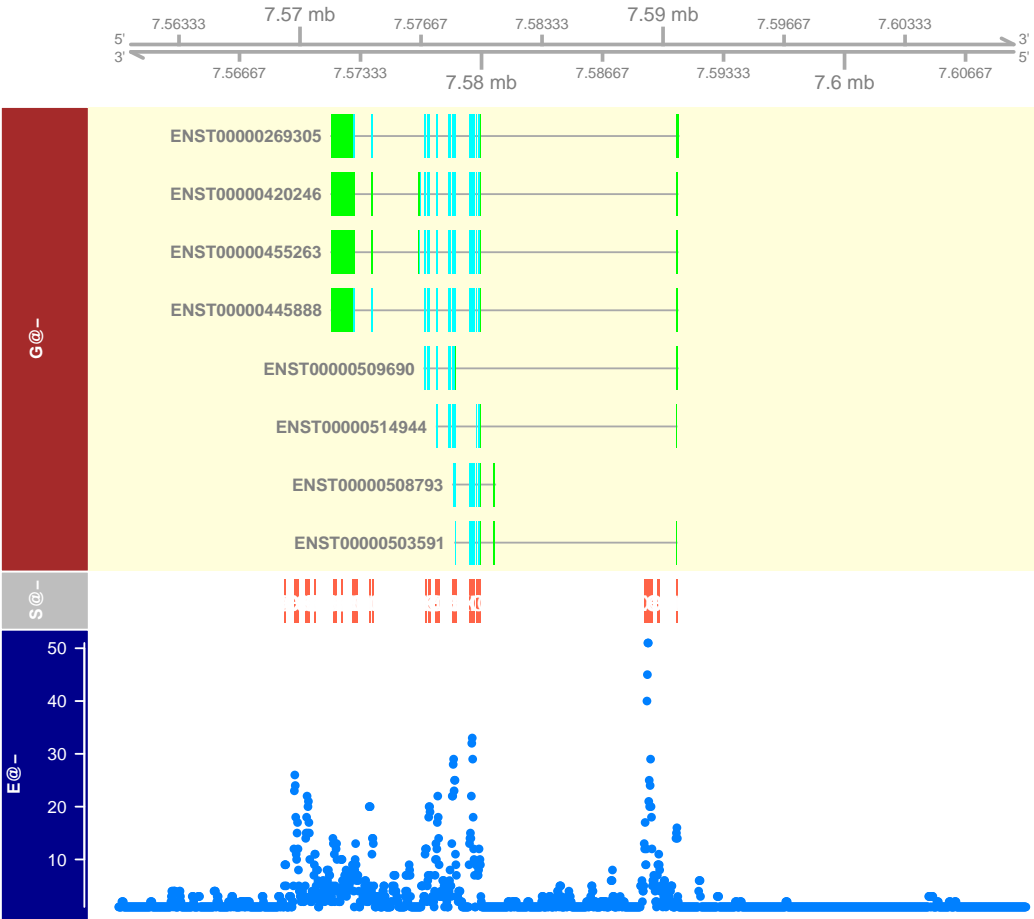 7.57 mb 7.59 mb
7.56333 7.57667 7.58333 7.59667 7.60333
5' 3'
3' 5'
7.56667 7.57333 7.58667 7.59333 7.60667
7.58 mb 7.6 mb
ENST00000269305
ENST00000420246
ENST00000455263
ENST00000445888
G@–
ENST00000509690
ENST00000514944
ENST00000508793
ENST00000503591
S@–
E@–
50
40
30
20
10